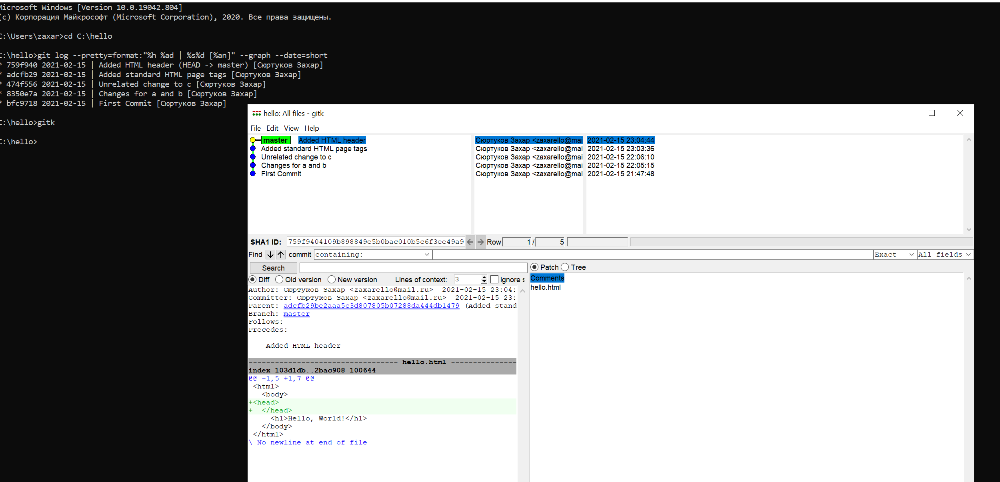 Microsoft Windows [Version 10.0.19042.804]
(c) Корпорация Майкрософт (Microsoft Corporation), 2020. Все права защищены.
C:\Users\zaxar>cd C:\hello
C:\hello>git log --pretty=format:"%h %ad | %s%d [%an]" --graph --date=short
* 759f940 2021-02-15 | Added HTML header (HEAD -> master) [Сюртуков Захар]
* adcfb29 2021-02-15 | Added standard HTML page tags [Сюртуков Захар]
* 474f556 2021-02-15 | Unrelated change to c [Сюртуков Захар]
* 8350e7a 2021-02-15 | Changes for a and b [Сюртуков Захар]
* bfc9718 2021-02-15 | First Commit [Сюртуков Захар]
C:\hello>gitk
C:\hello>
hello: All files - gitk
File Edit View Help
master Added HTML header Сюртуков Захар <zaxarello@mai 2021-02-15 23:04:44
Added standard HTML page tags Сюртуков Захар <zaxarello@mai 2021-02-15 23:03:36
Unrelated change to c Сюртуков Захар <zaxarello@mai 2021-02-15 22:06:10
Changes for a and b Сюртуков Захар <zaxarello@mai 2021-02-15 22:05:15
First Commit Сюртуков Захар <zaxarello@mai 2021-02-15 21:47:48
SHA1 ID: 759f9404109b898849e5b0bac010b5c6f3ee49a9 Row 1 / 5
Find commit containing: Exact All fields
Search Patch Tree
Diff Old version New version Lines of context: 3 Ignore s
Comments
hello.html
Author: Сюртуков Захар <zaxarello@mail.ru>  2021-02-15 23:04:
Committer: Сюртуков Захар <zaxarello@mail.ru>  2021-02-15 23:
Parent: adcfb29be2aaa5c3d807805b07288da444db1479 (Added stand
Branch: master
Follows:
Precedes:
Added HTML header
---------------------------------- hello.html ---------------
index 103d1db..2bac908 100644
@@ -1,5 +1,7 @@
<html>
<body>
+<head>
+  </head>
<h1>Hello, World!</h1>
</body>
</html>
\ No newline at end of file